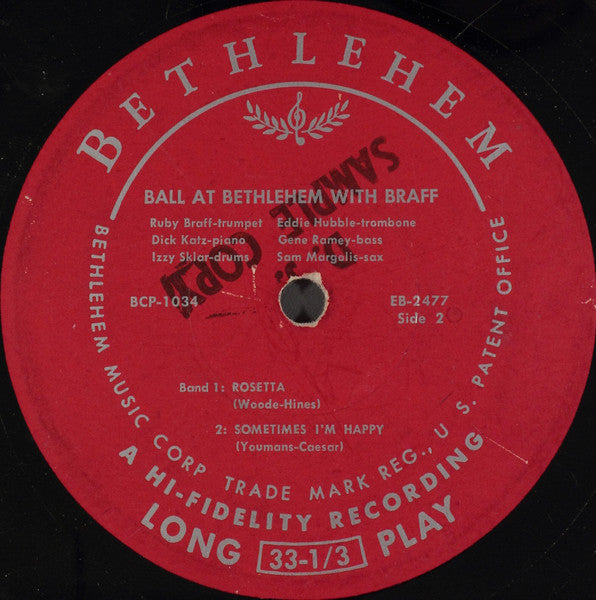 BETHLEHEM
BALL AT BETHLEHEM WITH BRAFF
Ruby Braff-trumpet Eddie Hubble-trombone
Dick Katz-piano Gene Ramey-bass
Izzy Sklar-drums Sam Margolis-sax
D. J.
SAMPLE COPY
BCP-1034
EB-2477
Side 2
Band 1: ROSETTA
(Woode-Hines)
2: SOMETIMES I'M HAPPY
(Youmans-Caesar)
BETHLEHEM MUSIC CORP. TRADE MARK REG., U. S. PATENT OFFICE
A HI-FIDELITY RECORDING
LONG 33-1/3 PLAY